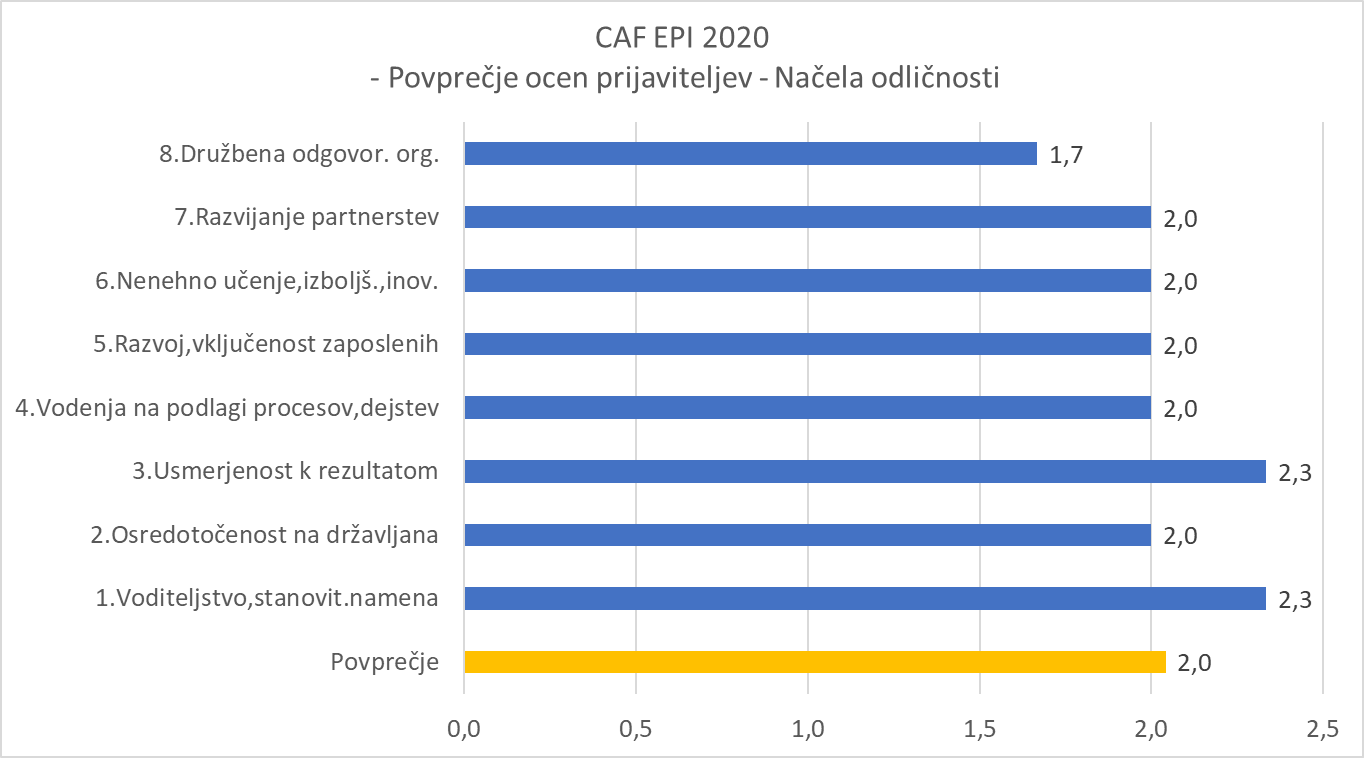 CAF EPI 2020
- Povprečje ocen prijaviteljev - Načela odličnosti
8.Družbena odgovor. org. 1,7
7.Razvijanje partnerstev 2,0
6.Nenehno učenje,izboljš.,inov. 2,0
5.Razvoj,vključenost zaposlenih 2,0
4.Vodenja na podlagi procesov,dejstev 2,0
3.Usmerjenost k rezultatom 2,3
2.Osredotočenost na državljana 2,0
1.Voditeljstvo,stanovit.namena 2,3
Povprečje 2,0
0,0 0,5 1,0 1,5 2,0 2,5